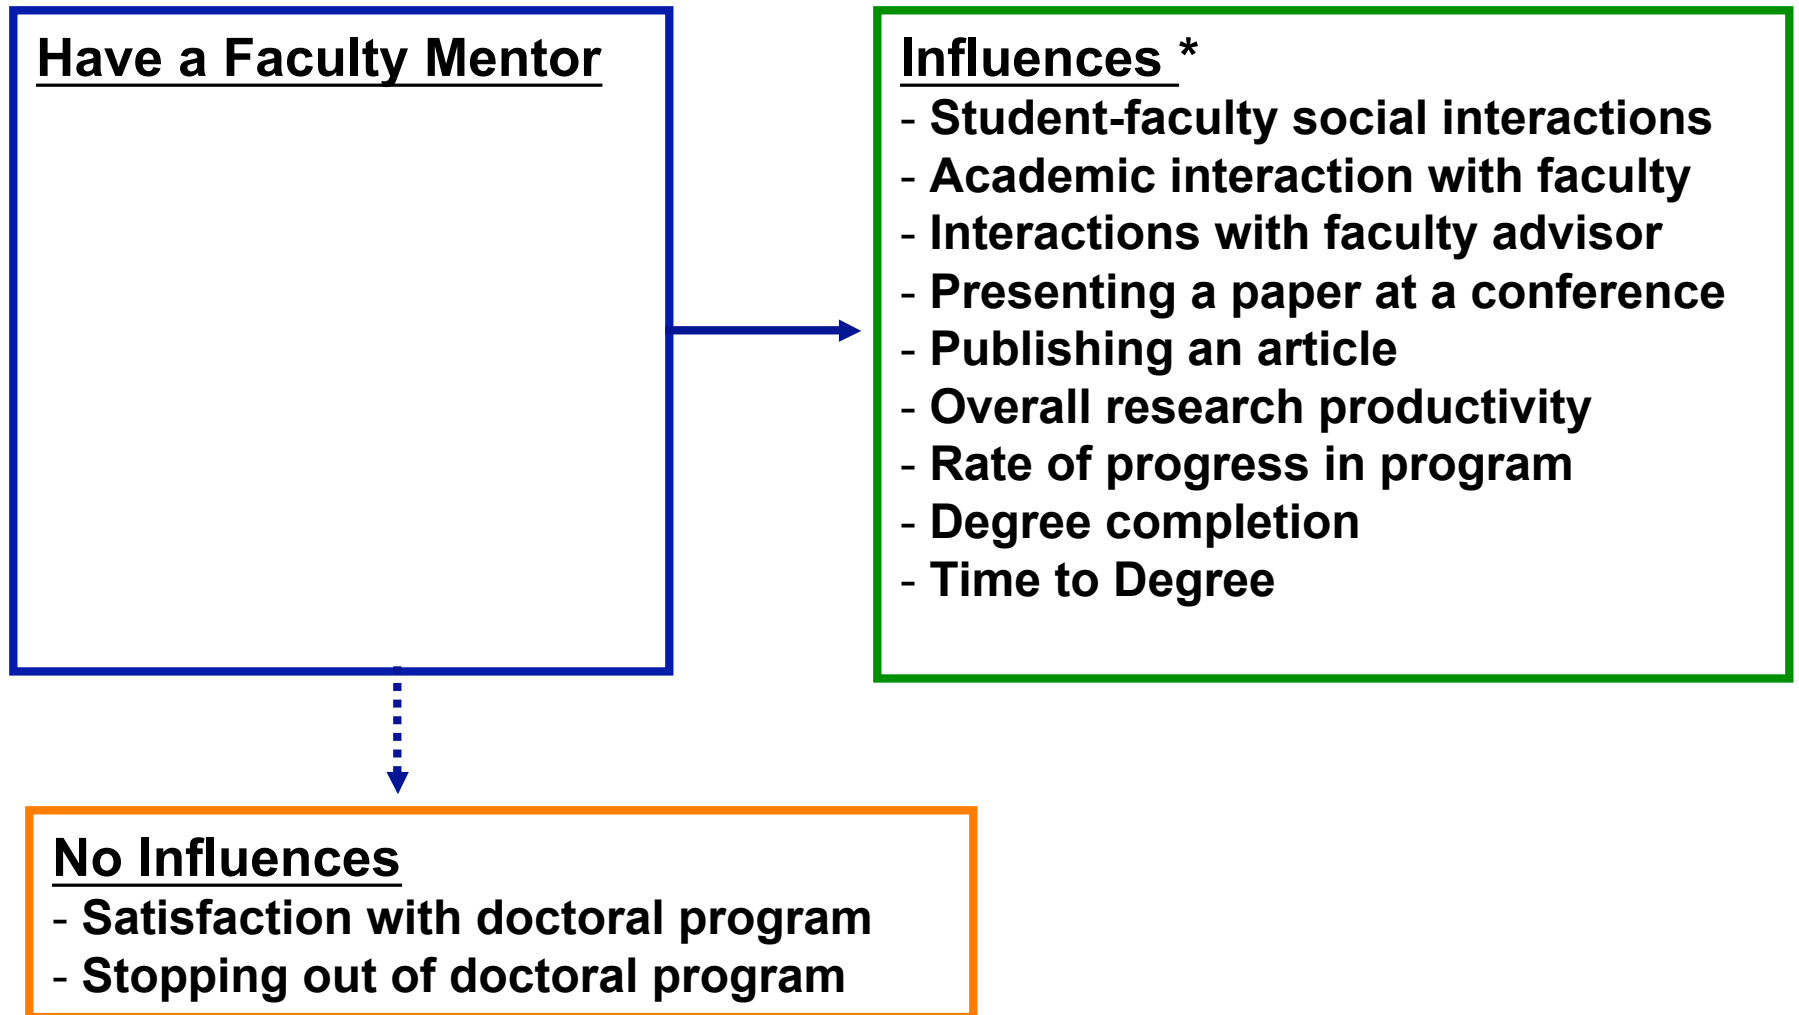 Have a Faculty Mentor
Influences *
- Student-faculty social interactions
- Academic interaction with faculty
- Interactions with faculty advisor
- Presenting a paper at a conference
- Publishing an article
- Overall research productivity
- Rate of progress in program
- Degree completion
- Time to Degree
No Influences
- Satisfaction with doctoral program
- Stopping out of doctoral program